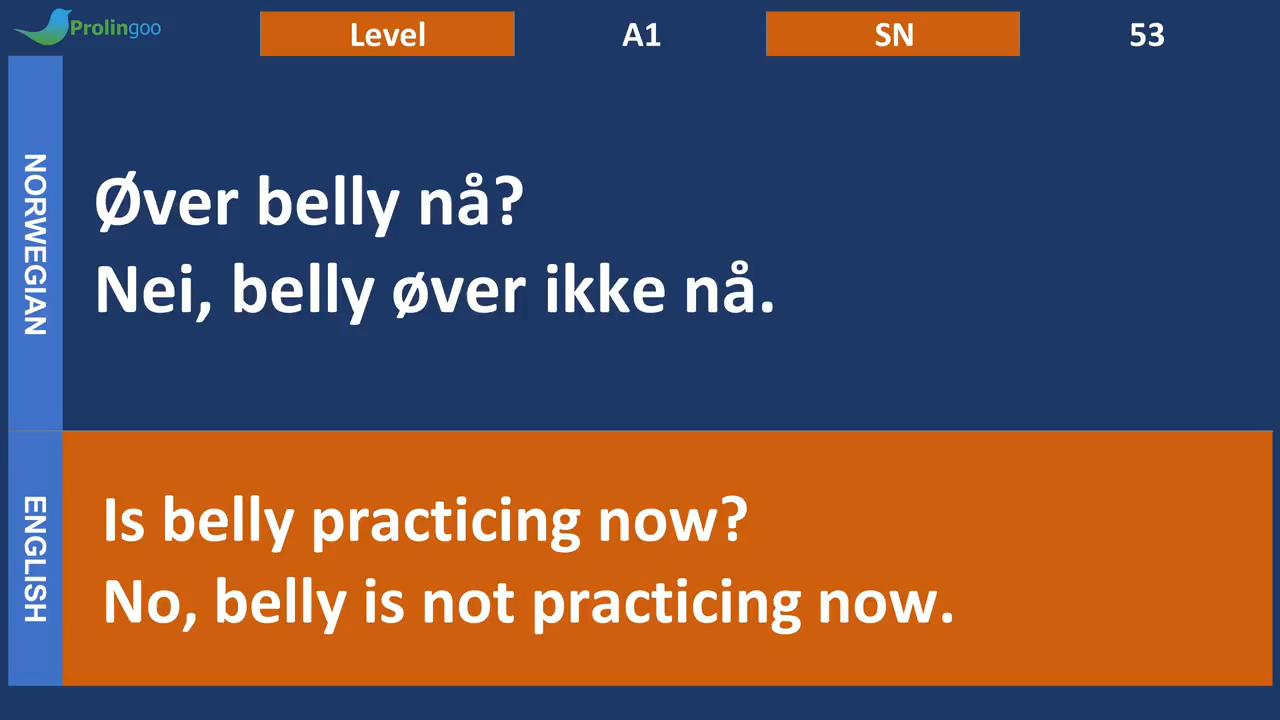 Prolingoo
Level A1 SN 53
NORWEGIAN
Øver belly nå?
Nei, belly øver ikke nå.
ENGLISH
Is belly practicing now?
No, belly is not practicing now.